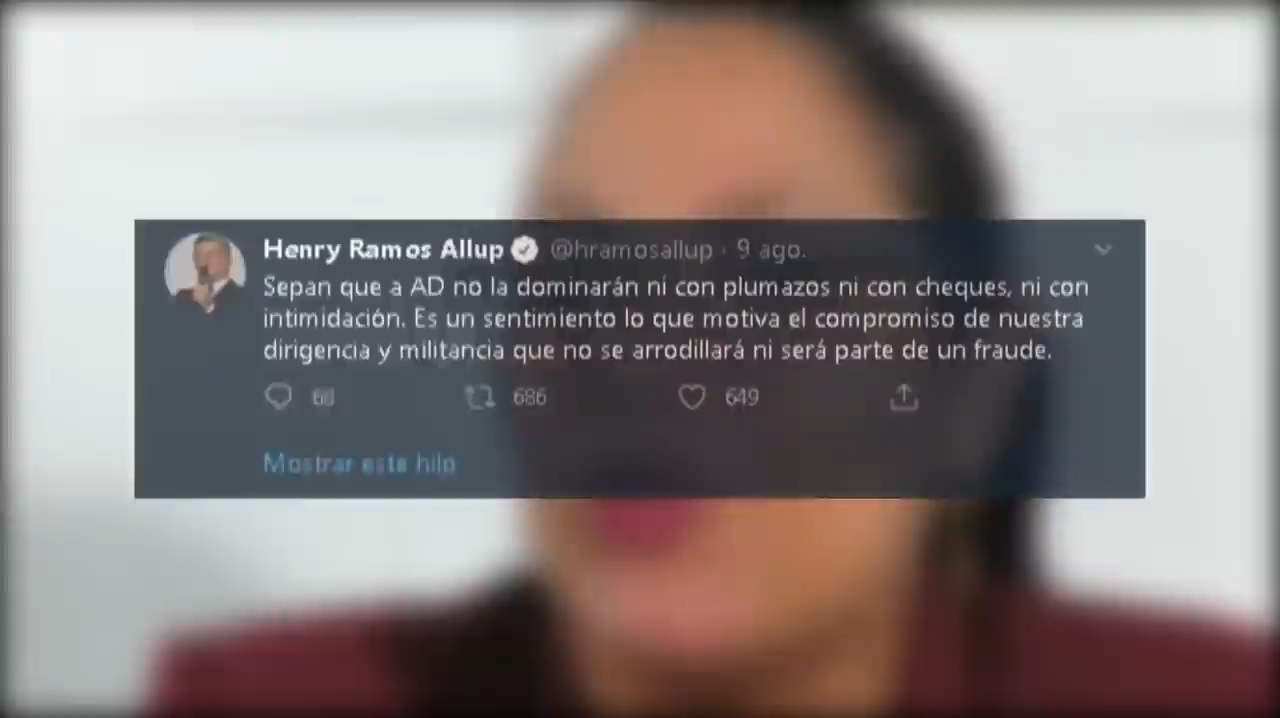 Henry Ramos Allup @hramosallup · 9 ago.
Sepan que a AD no la dominarán ni con plumazos ni con cheques, ni con
intimidación. Es un sentimiento lo que motiva el compromiso de nuestra
dirigencia y militancia que no se arrodillará ni será parte de un fraude.
686 649
Mostrar este hilo